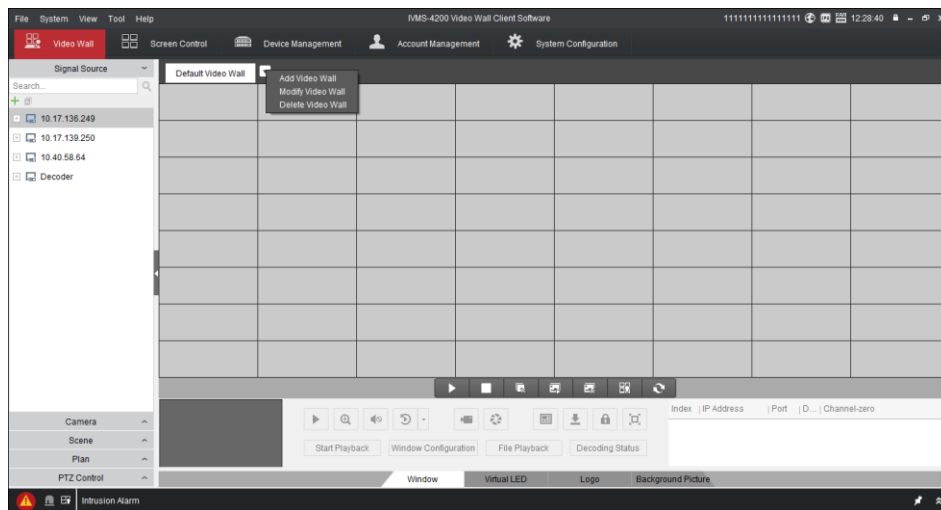 File System View Tool Help IVMS-4200 Video Wall Client Software 1111111111111111 12:28:40
Video Wall Screen Control Device Management Account Management System Configuration
Signal Source
Default Video Wall
Add Video Wall
Modify Video Wall
Delete Video Wall
Search...
10.17.136.249
10.17.139.250
10.40.58.64
Decoder
Camera
Scene
Plan
PTZ Control
Start Playback Window Configuration File Playback Decoding Status
Index IP Address Port D... Channel-zero
Window Virtual LED Logo Background Picture
Intrusion Alarm